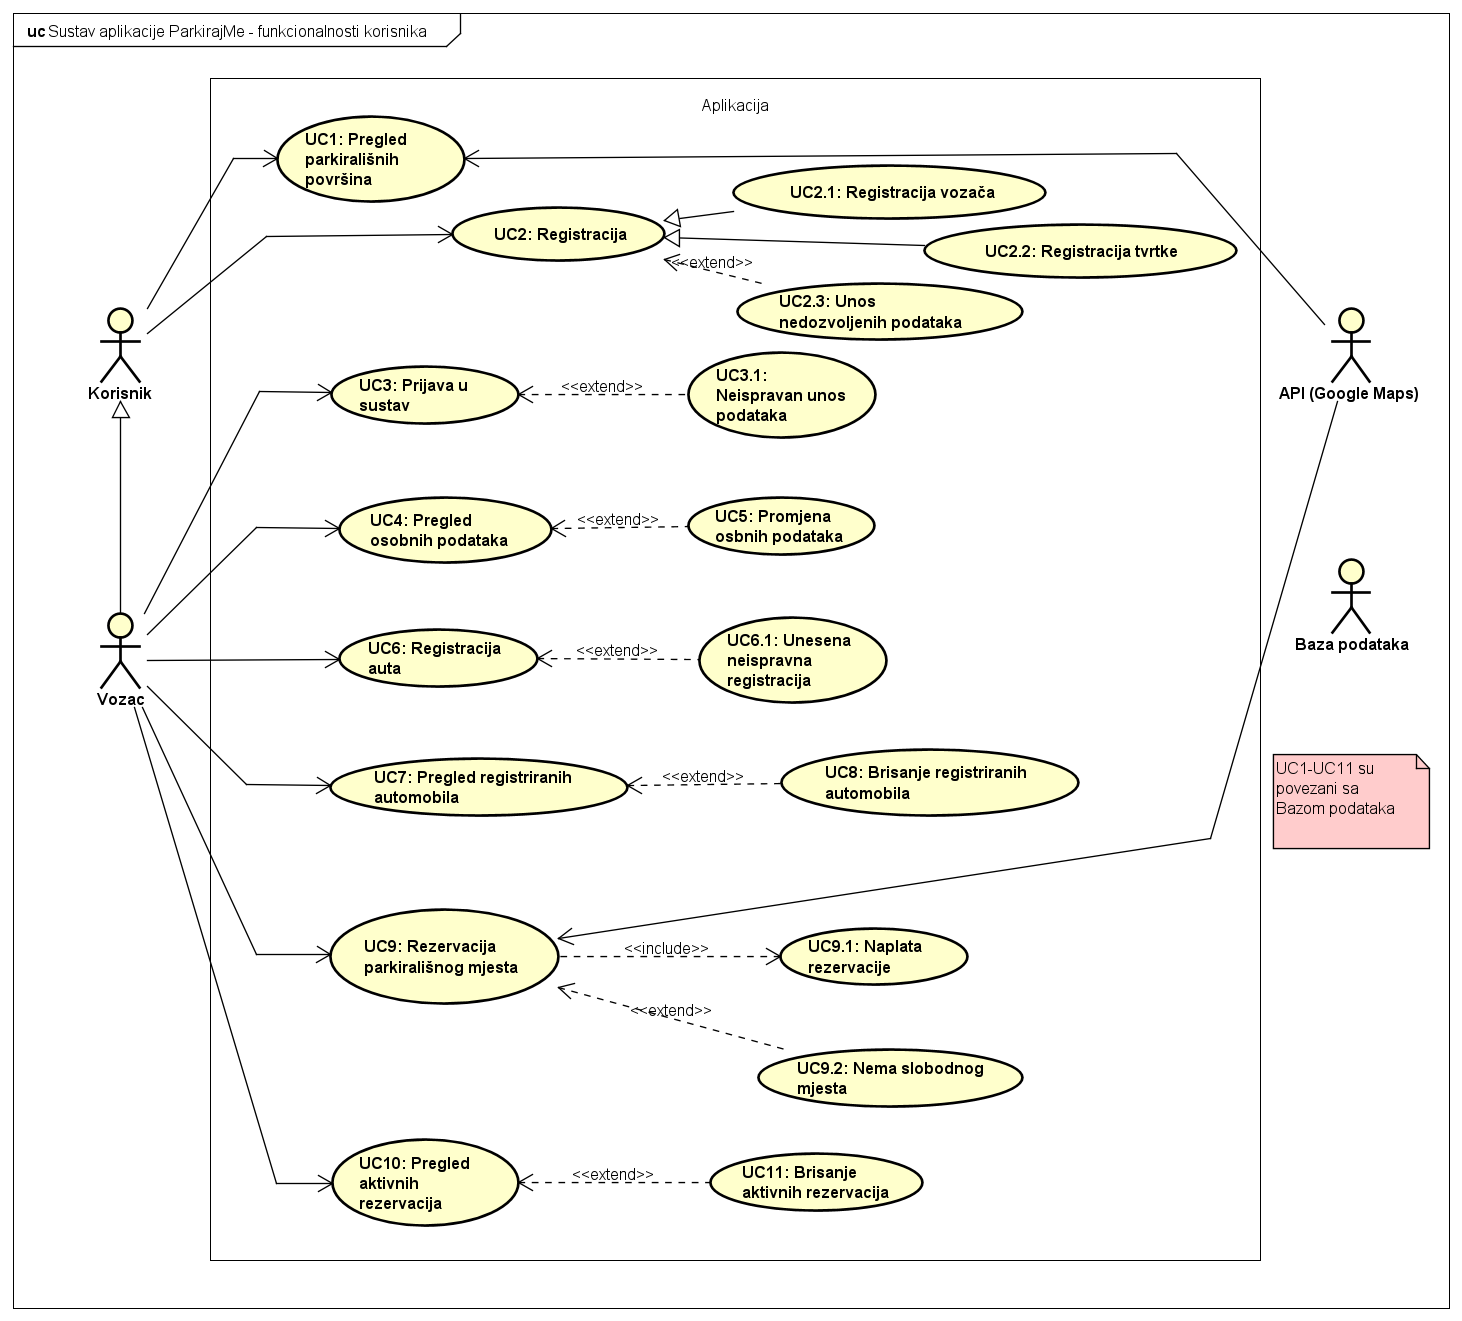 uc Sustav aplikacije ParkirajMe - funkcionalnosti korisnika
Aplikacija
UC1: Pregled
parkirališnih
površina
UC2.1: Registracija vozača
UC2: Registracija
UC2.2: Registracija tvrtke
<<extend>>
UC2.3: Unos
nedozvoljenih podataka
Korisnik
API (Google Maps)
UC3: Prijava u
sustav
<<extend>>
UC3.1:
Neispravan unos
podataka
UC4: Pregled
osobnih podataka
<<extend>>
UC5: Promjena
osbnih podataka
Baza podataka
UC6: Registracija
auta
<<extend>>
UC6.1: Unesena
neispravna
registracija
Vozac
UC7: Pregled registriranih
automobila
<<extend>>
UC8: Brisanje registriranih
automobila
UC1-UC11 su
povezani sa
Bazom podataka
UC9: Rezervacija
parkirališnog mjesta
<<include>>
UC9.1: Naplata
rezervacije
<<extend>>
UC9.2: Nema slobodnog
mjesta
UC10: Pregled
aktivnih
rezervacija
<<extend>>
UC11: Brisanje
aktivnih rezervacija